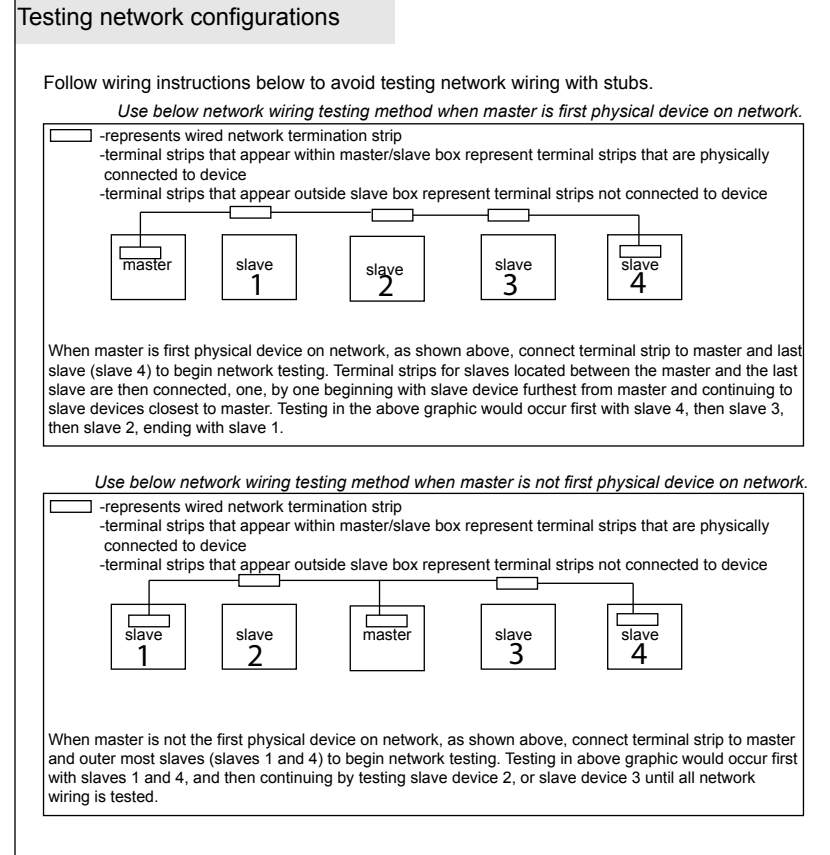 Testing network configurations
Follow wiring instructions below to avoid testing network wiring with stubs.
Use below network wiring testing method when master is first physical device on network.
-represents wired network termination strip
-terminal strips that appear within master/slave box represent terminal strips that are physically
connected to device
-terminal strips that appear outside slave box represent terminal strips not connected to device
master
slave
1
slave
2
slave
3
slave
4
When master is first physical device on network, as shown above, connect terminal strip to master and last
slave (slave 4) to begin network testing. Terminal strips for slaves located between the master and the last
slave are then connected, one, by one beginning with slave device furthest from master and continuing to
slave devices closest to master. Testing in the above graphic would occur first with slave 4, then slave 3,
then slave 2, ending with slave 1.
Use below network wiring testing method when master is not first physical device on network.
-represents wired network termination strip
-terminal strips that appear within master/slave box represent terminal strips that are physically
connected to device
-terminal strips that appear outside slave box represent terminal strips not connected to device
slave
1
slave
2
master
slave
3
slave
4
When master is not the first physical device on network, as shown above, connect terminal strip to master
and outer most slaves (slaves 1 and 4) to begin network testing. Testing in above graphic would occur first
with slaves 1 and 4, and then continuing by testing slave device 2, or slave device 3 until all network
wiring is tested.